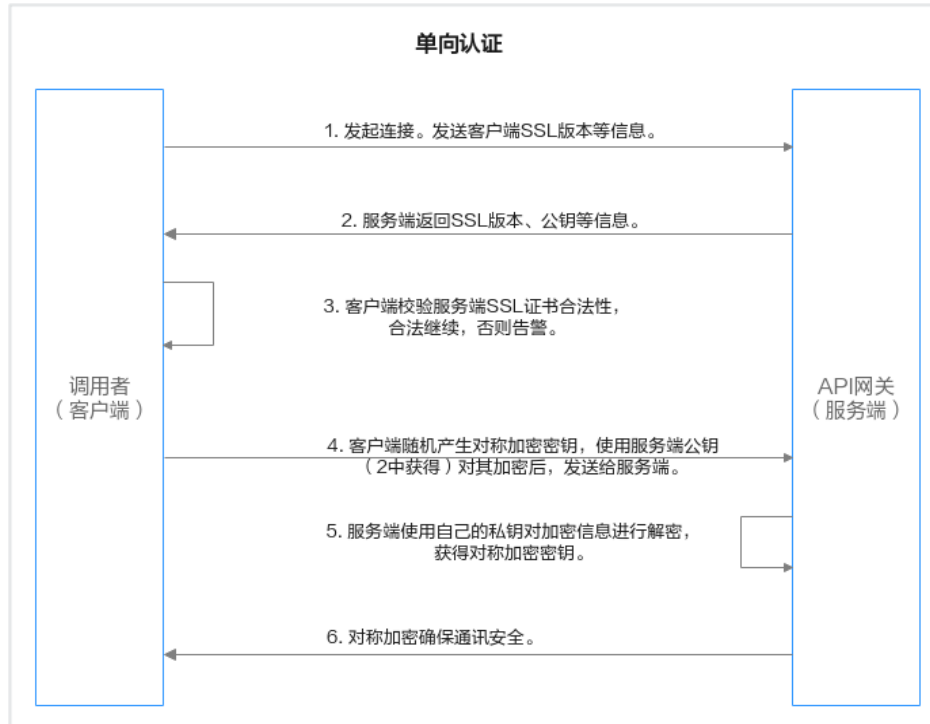 单向认证
1. 发起连接。发送客户端SSL版本等信息。
2. 服务端返回SSL版本、公钥等信息。
3. 客户端校验服务端SSL证书合法性，
合法继续，否则告警。
调用者
（客户端）
API网关
（服务端）
4. 客户端随机产生对称加密密钥，使用服务端公钥
（2中获得）对其加密后，发送给服务端。
5. 服务端使用自己的私钥对加密信息进行解密，
获得对称加密密钥。
6. 对称加密确保通讯安全。